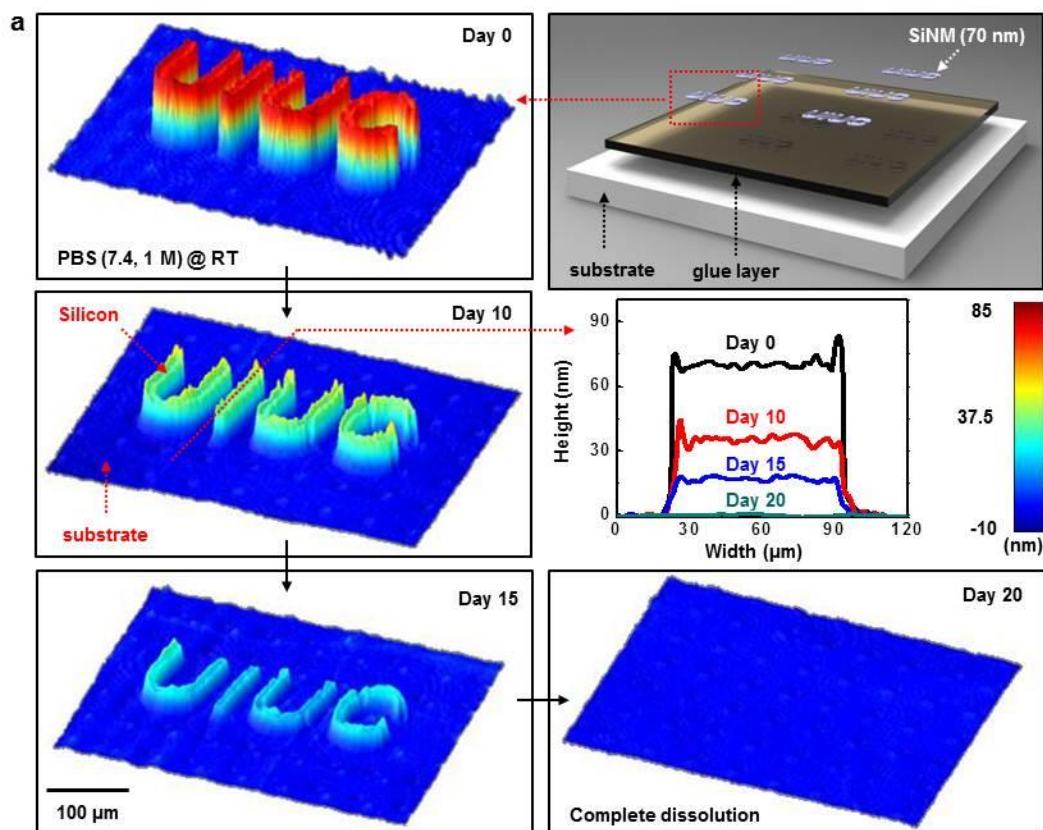 a
Day 0
PBS (7.4, 1 M) @ RT
SiNM (70 nm)
substrate
glue layer
Silicon
Day 10
substrate
90
60
30
0
Height (nm)
Day 0
Day 10
Day 15
Day 20
0 30 60 90 120
Width (μm)
85
37.5
-10
(nm)
Day 15
100 μm
Day 20
Complete dissolution
UIUC